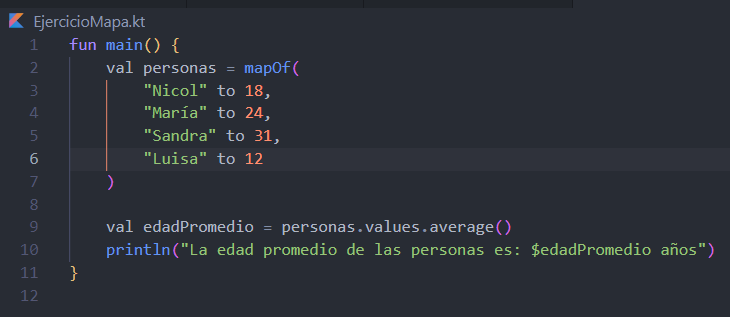 EjercicioMapa.kt
1 fun main() {
2     val personas = mapOf(
3         "Nicol" to 18,
4         "María" to 24,
5         "Sandra" to 31,
6         "Luisa" to 12
7     )
8
9     val edadPromedio = personas.values.average()
10     println("La edad promedio de las personas es: $edadPromedio años")
11 }
12